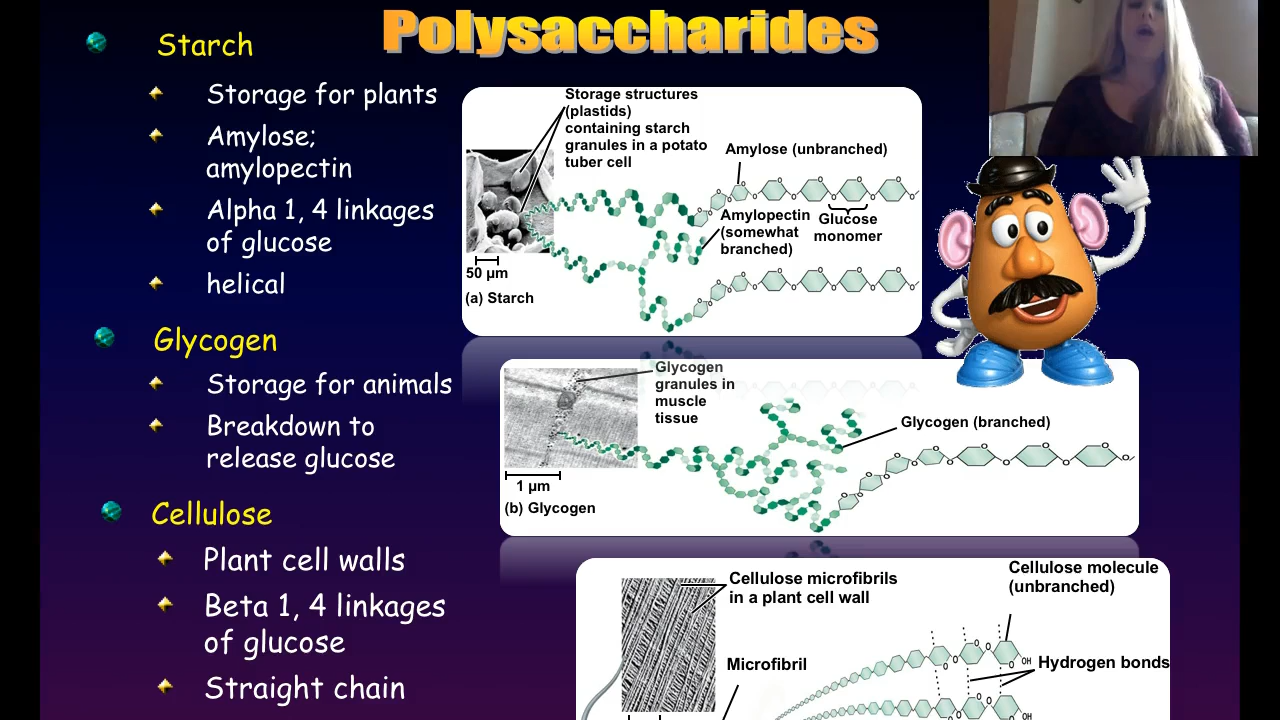 Polysaccharides
Starch
Storage for plants
Amylose;
amylopectin
Alpha 1, 4 linkages
of glucose
helical
Glycogen
Storage for animals
Breakdown to
release glucose
Cellulose
Plant cell walls
Beta 1, 4 linkages
of glucose
Straight chain
Storage structures
(plastids)
containing starch
granules in a potato
tuber cell
Amylose (unbranched)
Amylopectin
(somewhat
branched)
Glucose
monomer
50 µm
(a) Starch
Glycogen
granules in
muscle
tissue
Glycogen (branched)
1 µm
(b) Glycogen
Cellulose microfibrils
in a plant cell wall
Cellulose molecule
(unbranched)
Microfibril
Hydrogen bonds
OH
OH